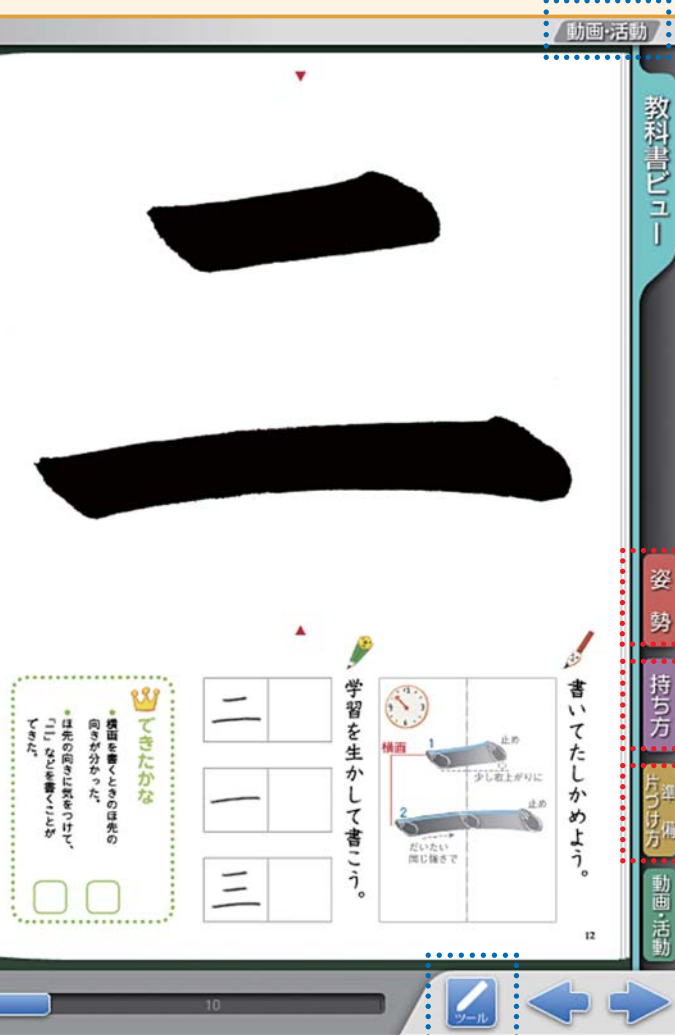 動画・活動
教科書ビュー
二
書いてたしかめよう。
横画
1
止め
少し右上がりに
2
止め
だいたい
同じ強さで
学習を生かして書こう。
二
一
三
できたかな
横画を書くときのほ先の
向きが分かった。
ほ先の向きに気をつけて、
「二」などを書くことが
できた。
12
姿勢
持ち方
準備
片づけ方
動画・活動
10
ツール